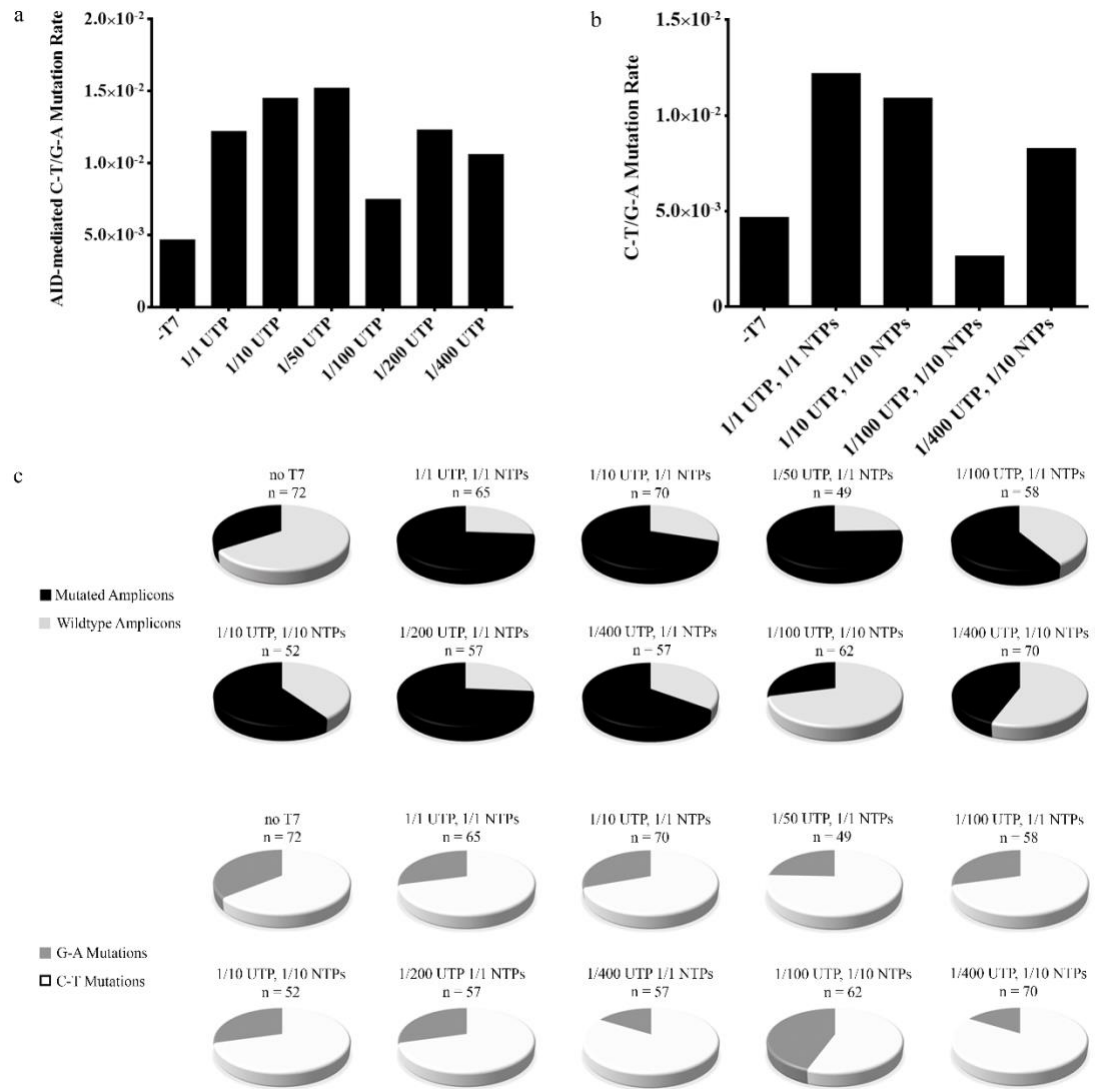 a
AID-mediated C-T/G-A Mutation Rate
2.0×10⁻²
1.5×10⁻²
1.0×10⁻²
5.0×10⁻³
0
-T7
1/1 UTP
1/10 UTP
1/50 UTP
1/100 UTP
1/200 UTP
1/400 UTP
b
C-T/G-A Mutation Rate
1.5×10⁻²
1.0×10⁻²
5.0×10⁻³
0
-T7
1/1 UTP, 1/1 NTPs
1/10 UTP, 1/10 NTPs
1/100 UTP, 1/10 NTPs
1/400 UTP, 1/10 NTPs
c
no T7
n = 72
1/1 UTP, 1/1 NTPs
n = 65
1/10 UTP, 1/1 NTPs
n = 70
1/50 UTP, 1/1 NTPs
n = 49
1/100 UTP, 1/1 NTPs
n = 58
Mutated Amplicons
Wildtype Amplicons
1/10 UTP, 1/10 NTPs
n = 52
1/200 UTP, 1/1 NTPs
n = 57
1/400 UTP, 1/1 NTPs
n = 57
1/100 UTP, 1/10 NTPs
n = 62
1/400 UTP, 1/10 NTPs
n = 70
no T7
n = 72
1/1 UTP, 1/1 NTPs
n = 65
1/10 UTP, 1/1 NTPs
n = 70
1/50 UTP, 1/1 NTPs
n = 49
1/100 UTP, 1/1 NTPs
n = 58
G-A Mutations
C-T Mutations
1/10 UTP, 1/10 NTPs
n = 52
1/200 UTP 1/1 NTPs
n = 57
1/400 UTP 1/1 NTPs
n = 57
1/100 UTP, 1/10 NTPs
n = 62
1/400 UTP, 1/10 NTPs
n = 70